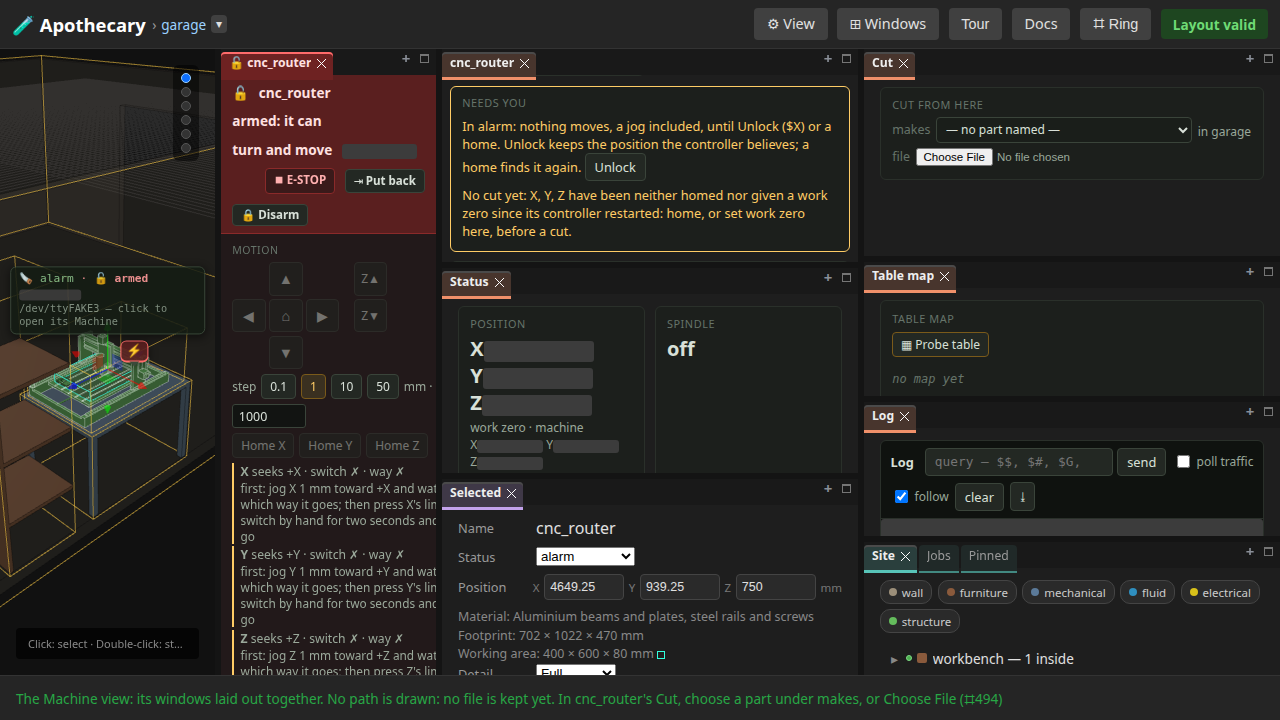 🧪 Apothecary › garage ▾
⚙ View
⊞ Windows
Tour
Docs
⌗ Ring
Layout valid
🔪 alarm · 🔓 armed
/dev/ttyFAKE3 — click to
open its Machine
Click: select · Double-click: st…
🔓 cnc_router
🔓 cnc_router
armed: it can
turn and move
⏹ E-STOP
⇥ Put back
🔒 Disarm
MOTION
▲ Z▲
◀ ⌂ ▶ Z▼
▼
step 0.1 1 10 50 mm ·
1000
Home X Home Y Home Z
X seeks +X · switch ✗ · way ✗
first: jog X 1 mm toward +X and wat
which way it goes; then press X's lin
switch by hand for two seconds and
go
Y seeks +Y · switch ✗ · way ✗
first: jog Y 1 mm toward +Y and wat
which way it goes; then press Y's lin
switch by hand for two seconds and
go
Z seeks +Z · switch ✗ · way ✗
first: jog Z 1 mm toward +Z and wat
which way it goes; then press Z's lin
cnc_router
NEEDS YOU
In alarm: nothing moves, a jog included, until Unlock ($X) or a
home. Unlock keeps the position the controller believes; a
home finds it again. Unlock
No cut yet: X, Y, Z have been neither homed nor given a work
zero since its controller restarted: home, or set work zero
here, before a cut.
Status
POSITION
X
Y
Z
work zero · machine
X Y
Z
SPINDLE
off
Selected
Name cnc_router
Status alarm
Position X 4649.25 Y 939.25 Z 750 mm
Material: Aluminium beams and plates, steel rails and screws
Footprint: 702 × 1022 × 470 mm
Working area: 400 × 600 × 80 mm
Detail Full
Cut
CUT FROM HERE
makes — no part named — in garage
file Choose File No file chosen
Table map
TABLE MAP
▦ Probe table
no map yet
Log
Log query — $$, $#, $G, send poll traffic
follow clear ⭳
Site Jobs Pinned
wall furniture mechanical fluid electrical
structure
▸ workbench — 1 inside
The Machine view: its windows laid out together. No path is drawn: no file is kept yet. In cnc_router's Cut, choose a part under makes, or Choose File (⌗494)